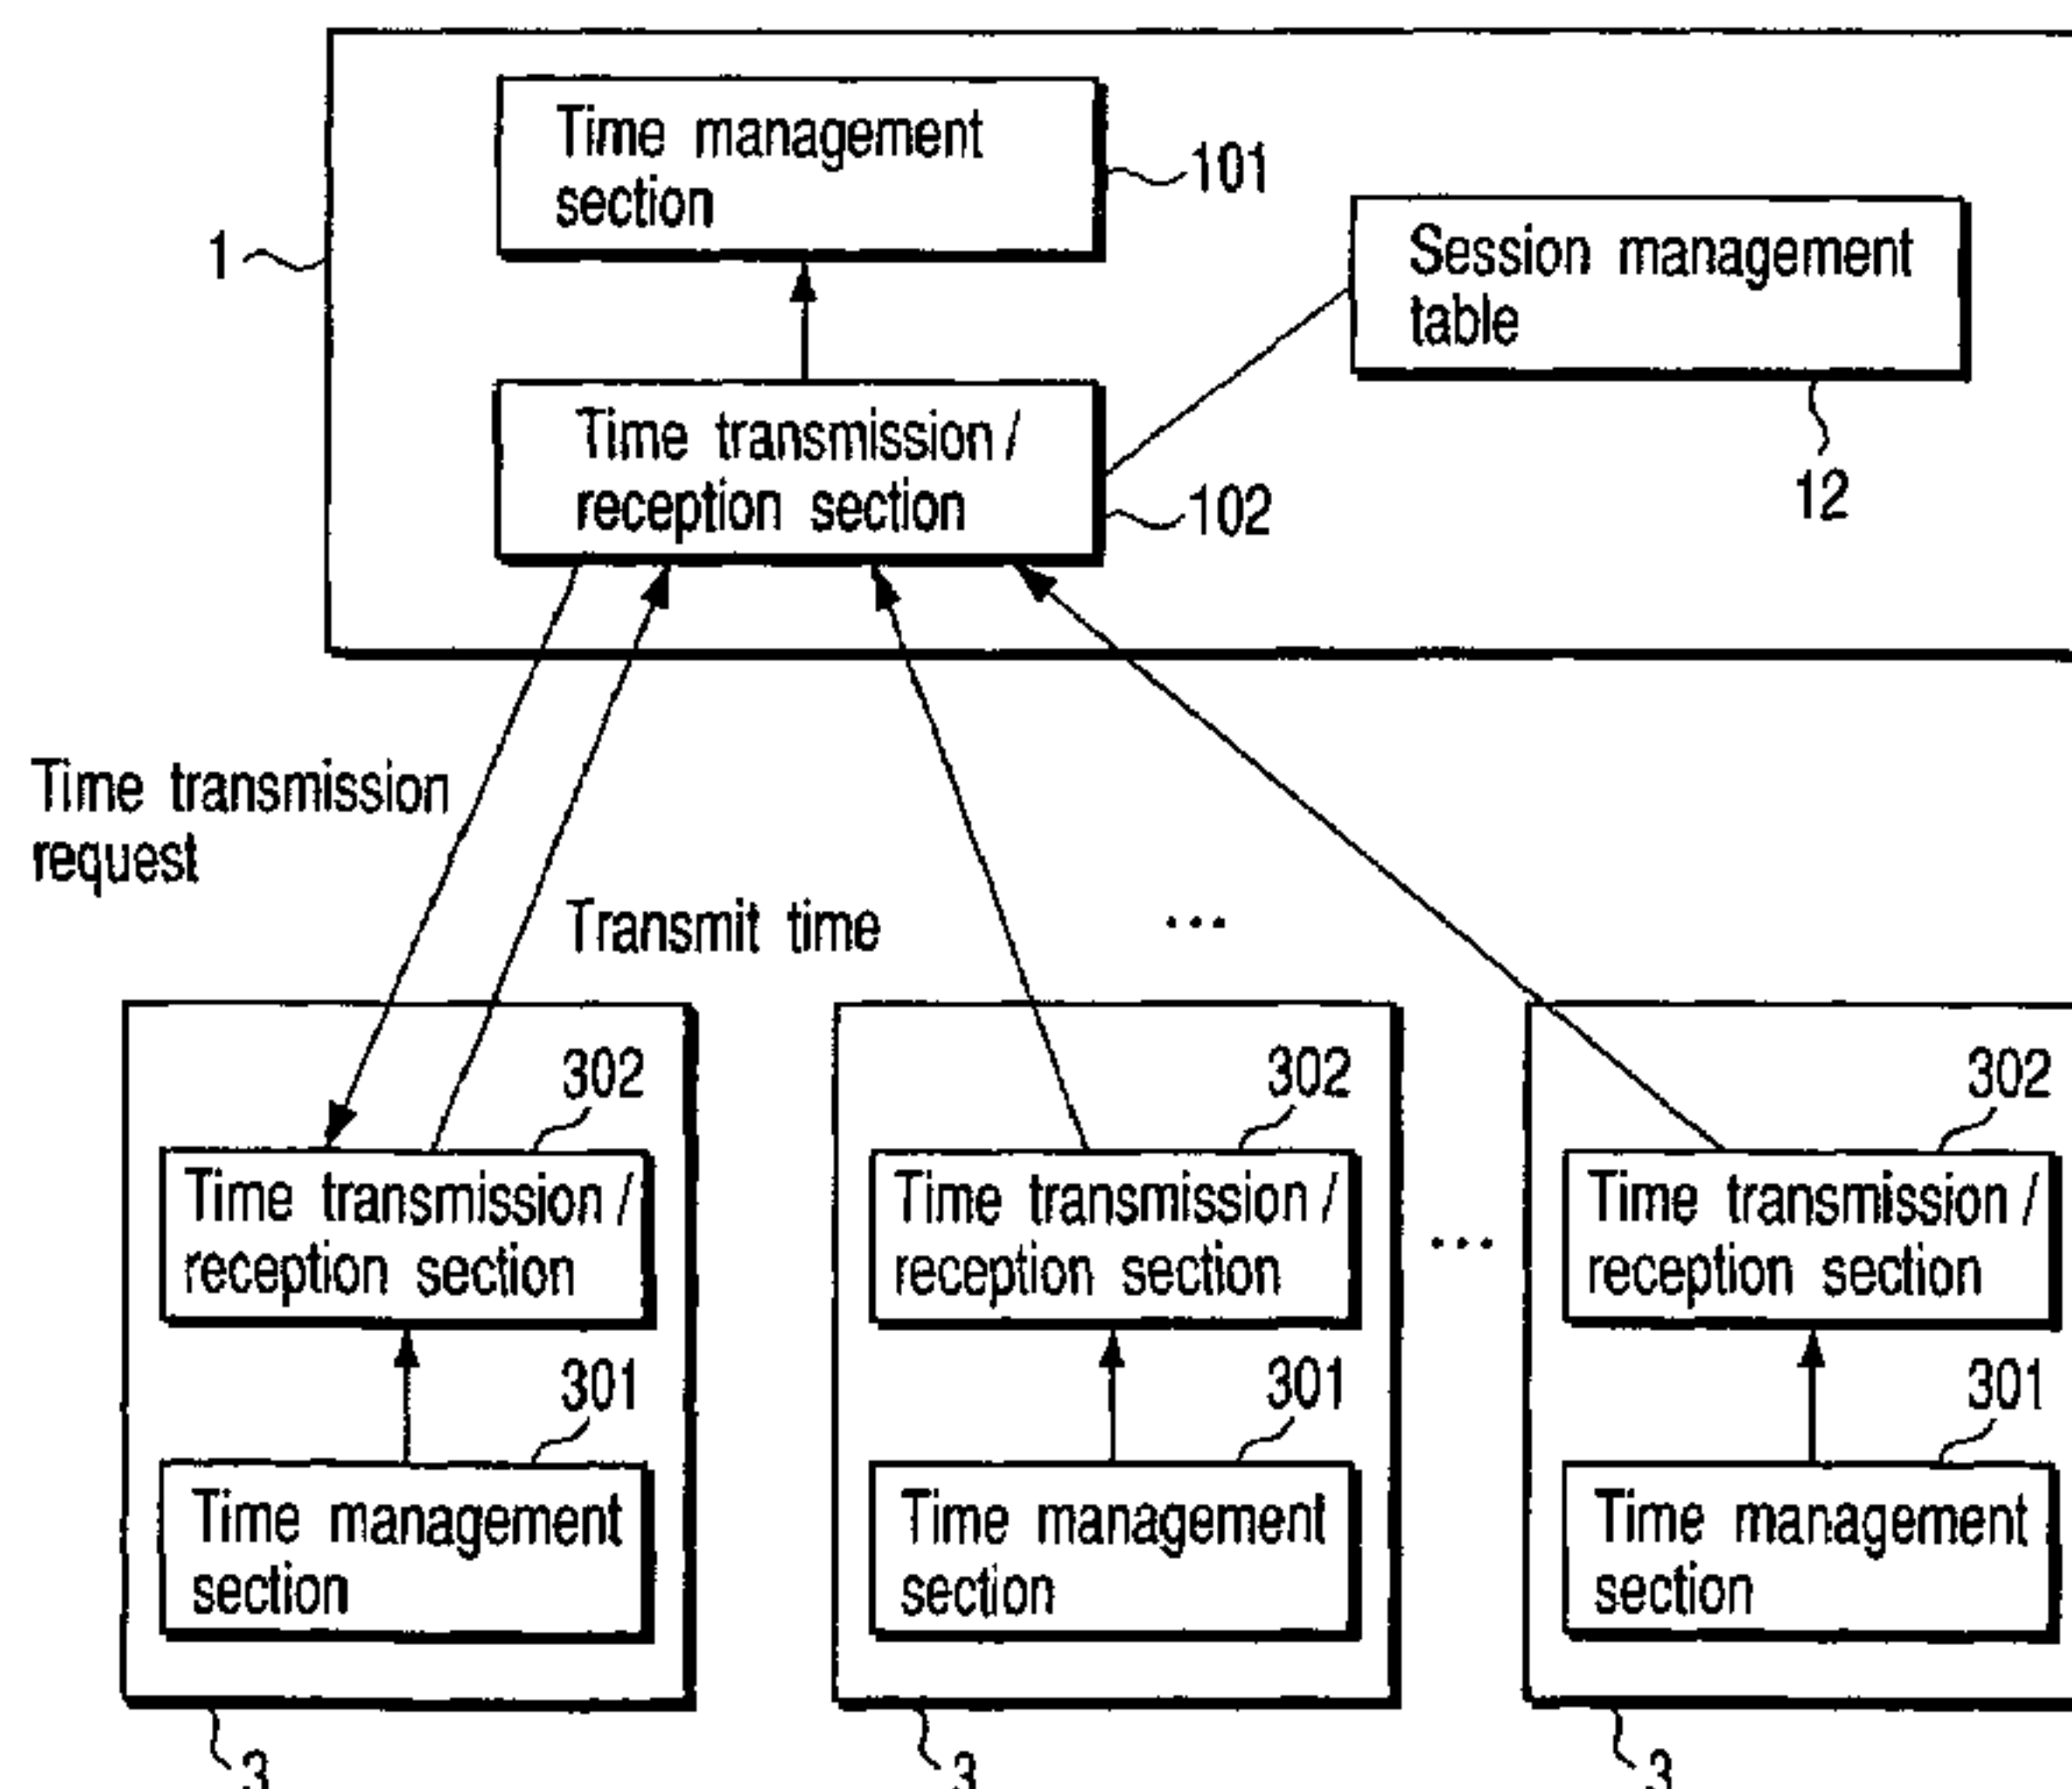 Time management
section
101
1
Session management
table
12
Time transmission /
reception section
102
Time transmission
request
Transmit time
...
302
Time transmission /
reception section
301
Time management
section
3
302
Time transmission /
reception section
301
Time management
section
3
...
302
Time transmission /
reception section
301
Time management
section
3